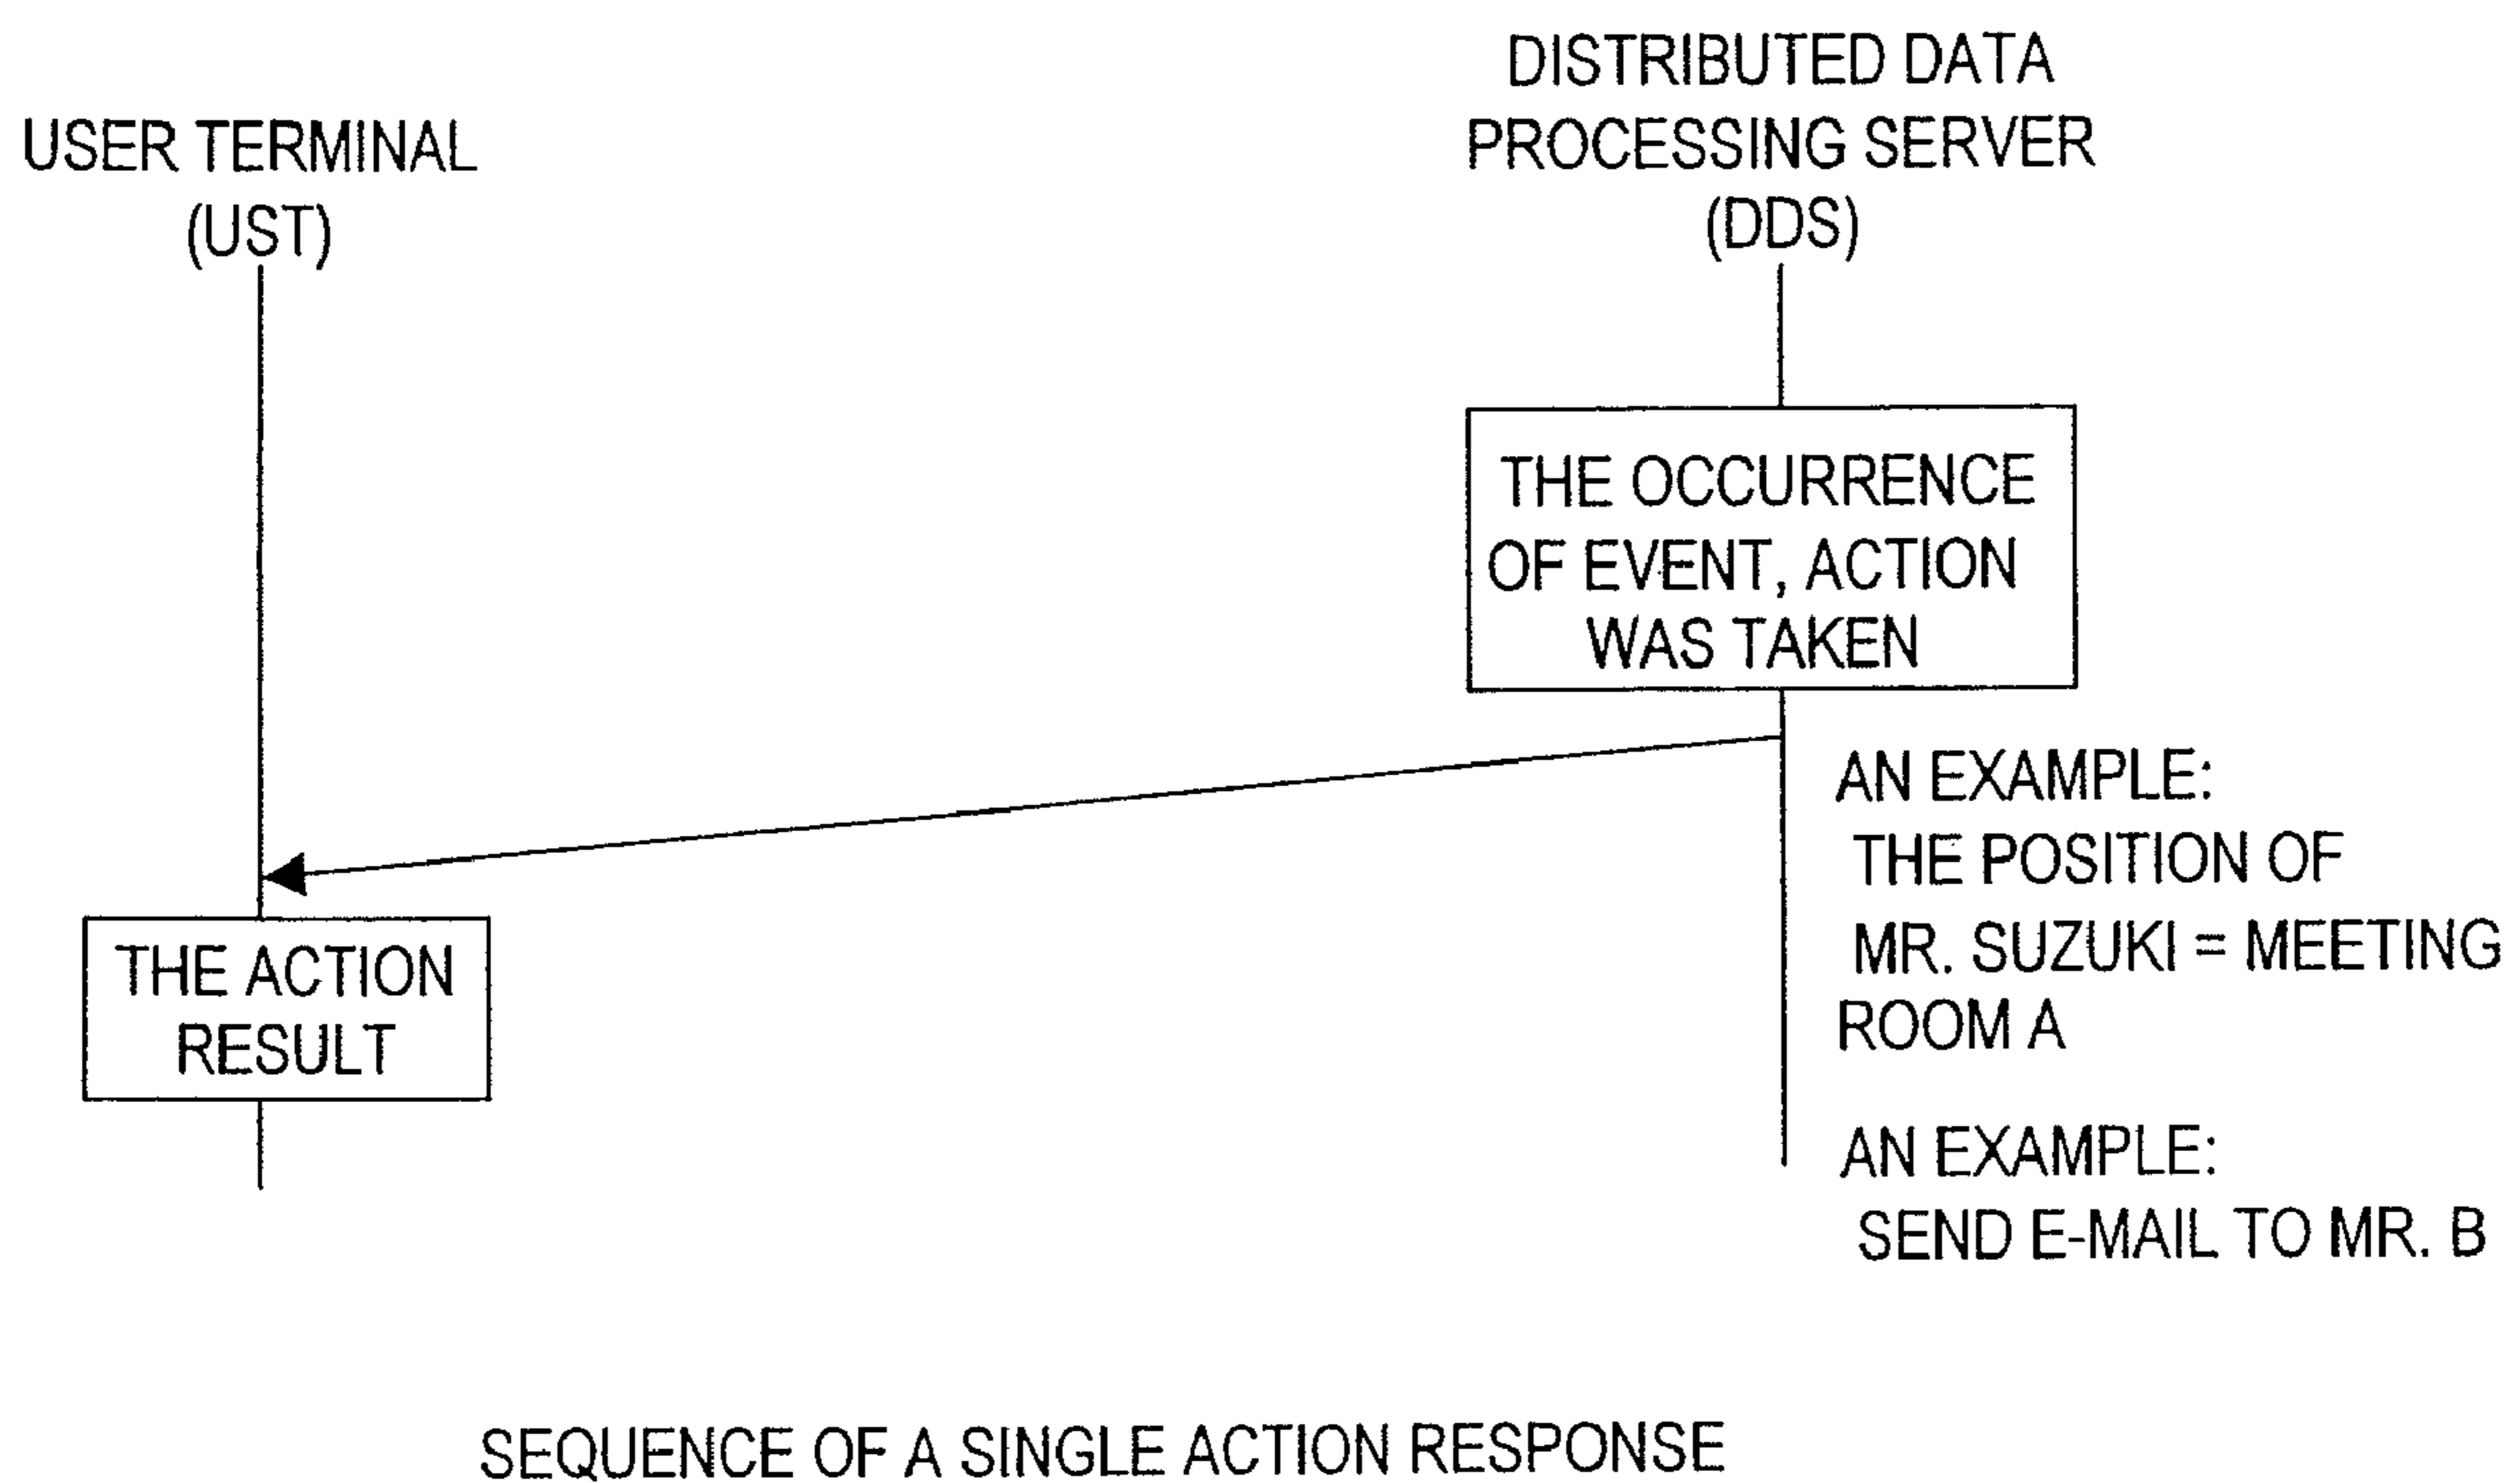 USER TERMINAL
(UST)
DISTRIBUTED DATA
PROCESSING SERVER
(DDS)
THE OCCURRENCE
OF EVENT, ACTION
WAS TAKEN
AN EXAMPLE:
THE POSITION OF
MR. SUZUKI = MEETING
ROOM A
THE ACTION
RESULT
AN EXAMPLE:
SEND E-MAIL TO MR. B
SEQUENCE OF A SINGLE ACTION RESPONSE